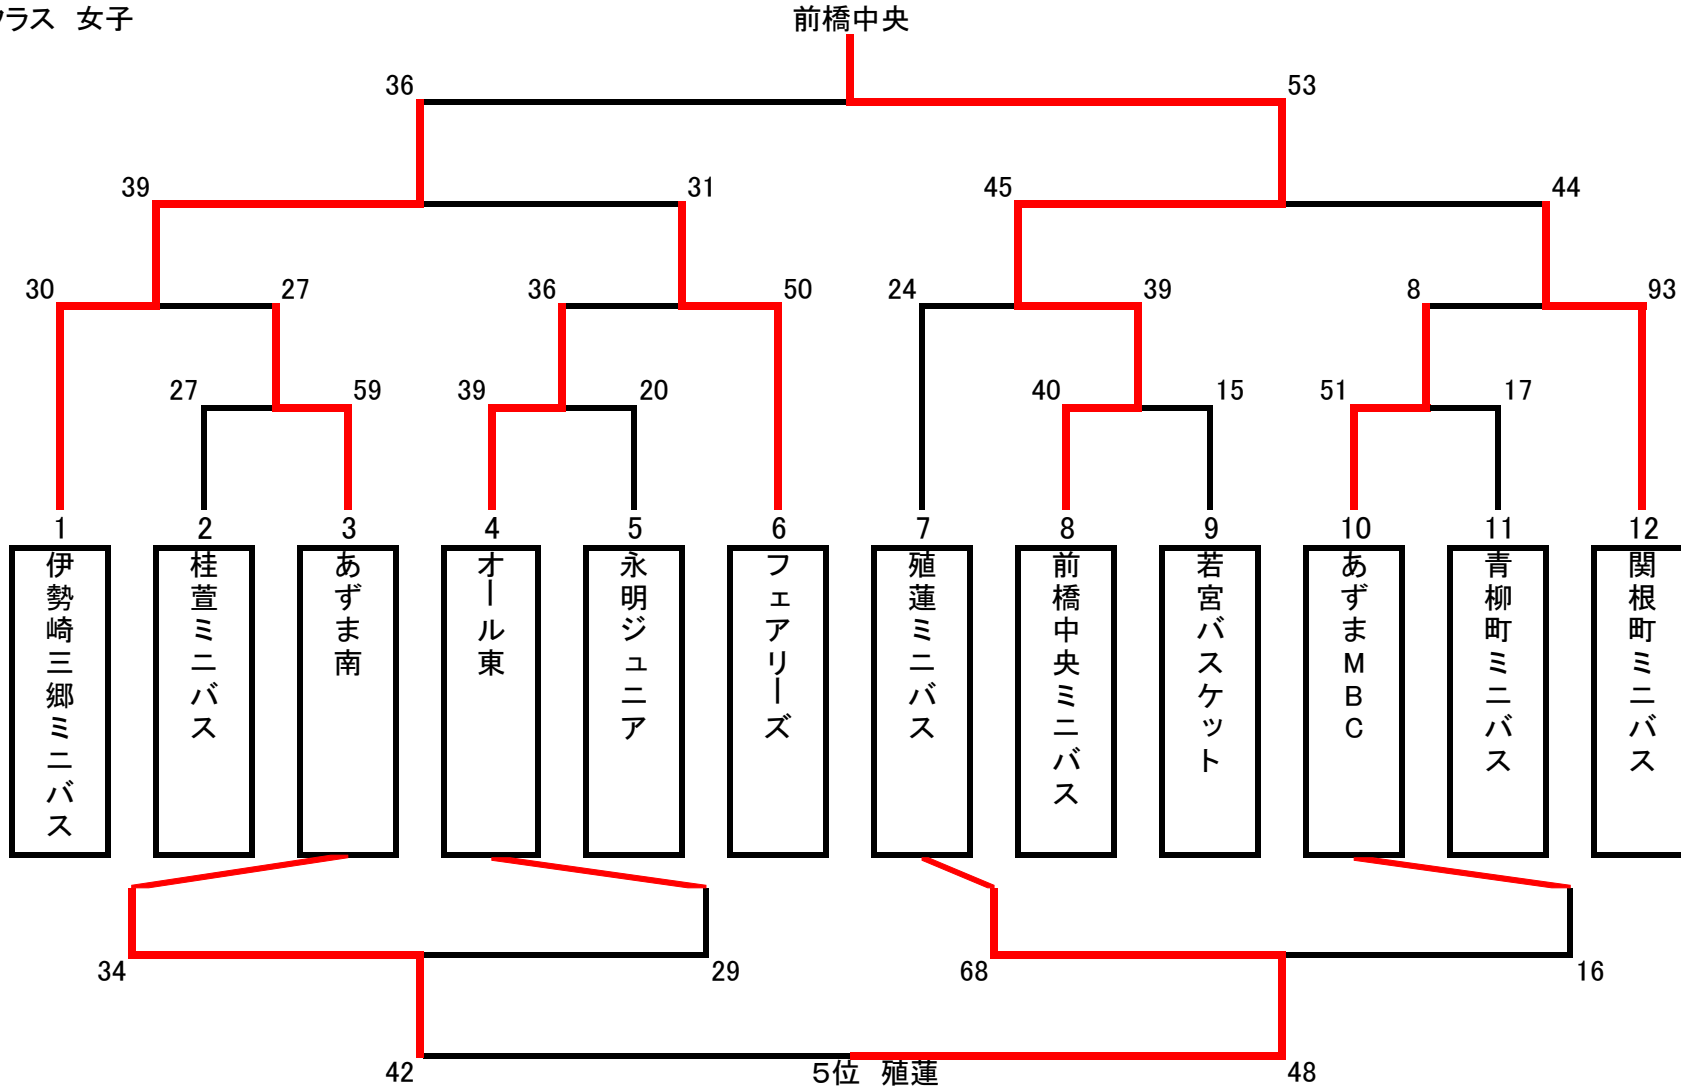 クラス 女子
前橋中央
36 53
39 31 45 44
30 27 36 50 24 39 8 93
27 59 39 20 40 15 51 17
1 2 3 4 5 6 7 8 9 10 11 12
伊勢崎三郷ミニバス
桂萱ミニバス
あずま南
オール東
永明ジュニア
フェアリーズ
殖蓮ミニバス
前橋中央ミニバス
若宮バスケット
あずまMBC
青柳町ミニバス
関根町ミニバス
34 29 68 16
42 5位 殖蓮 48